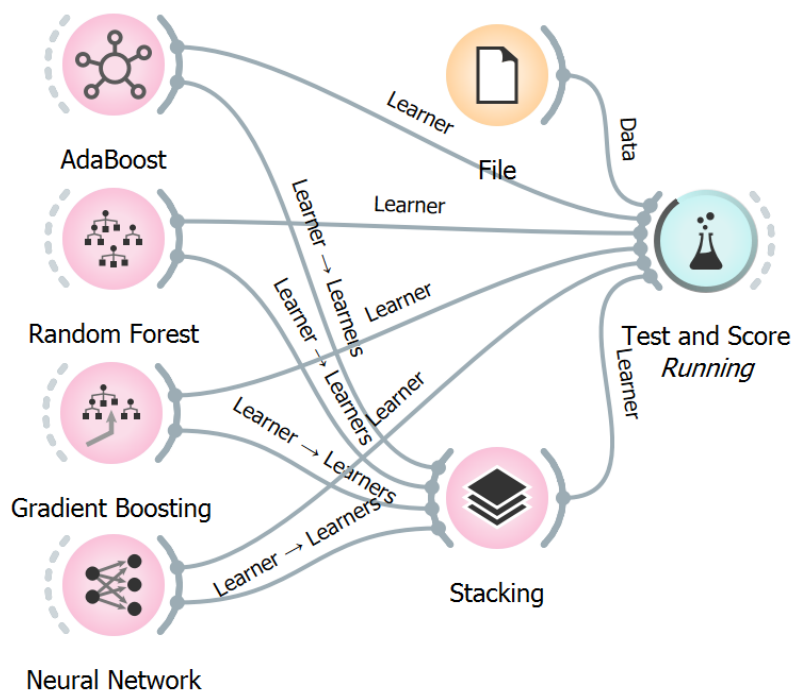 AdaBoost
File
Learner
Data
Learner
Learner → Learners
Random Forest
Learner
Learner → Learners
Test and Score
Running
Learner
Learner
Gradient Boosting
Learner → Learners
Learner → Learners
Stacking
Neural Network